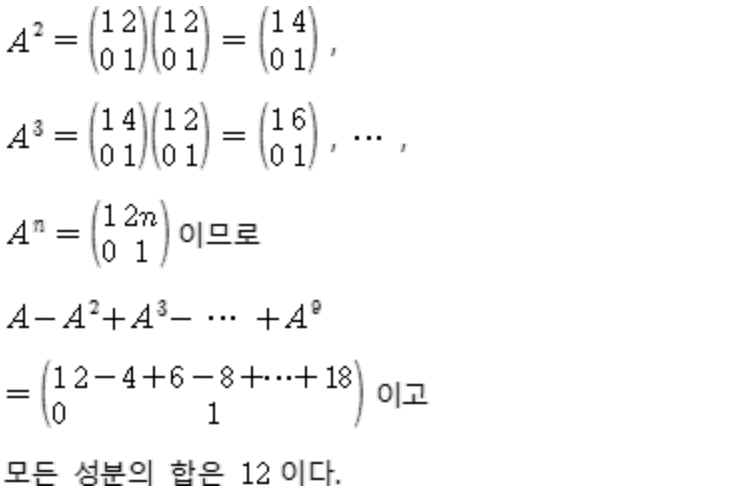 A² = (1 2 0 1)(1 2 0 1) = (1 4 0 1) ,
A³ = (1 4 0 1)(1 2 0 1) = (1 6 0 1) , ⋯ ,
Aⁿ = (1 2n 0 1) 이므로
A−A²+A³− ⋯ +A⁹
= (1 2−4+6−8+⋯+18 0 1) 이고
모든 성분의 합은 12 이다.